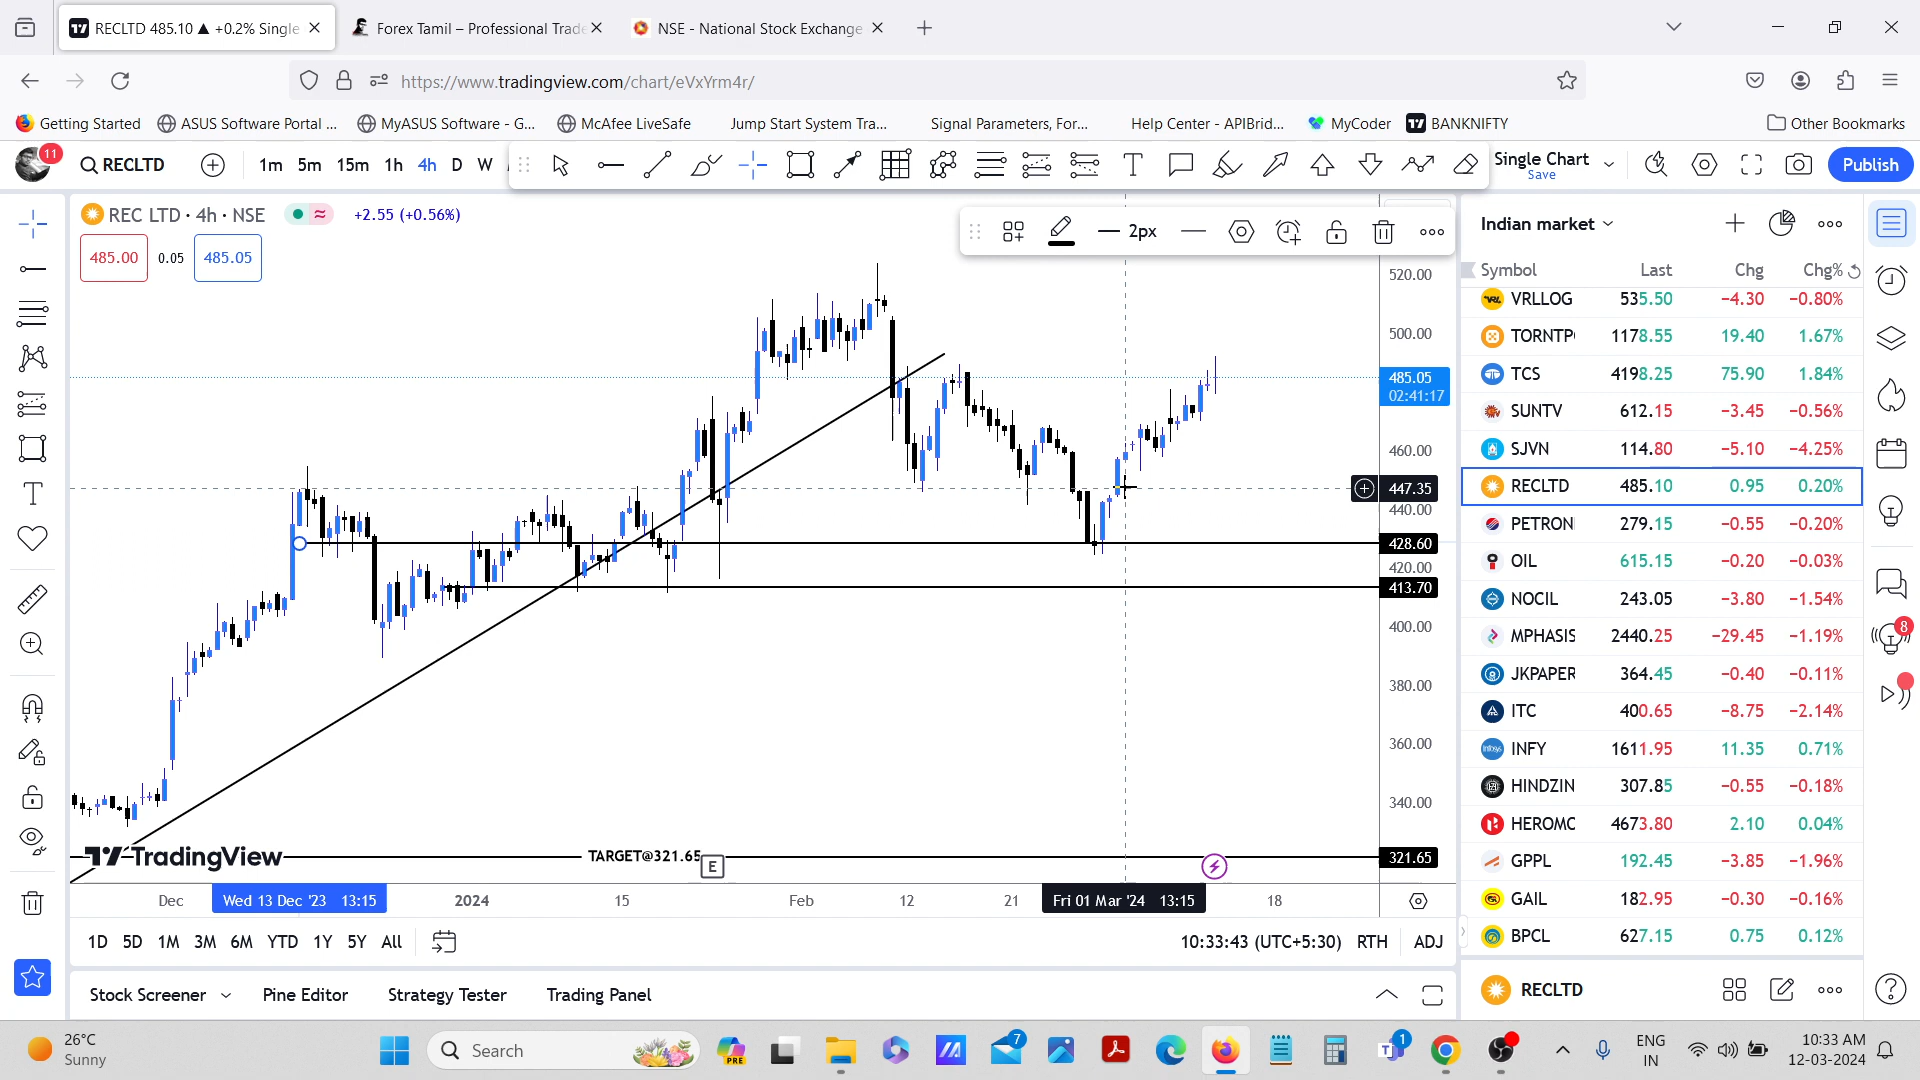 RECLTD 485.10 ▲ +0.2% Single
Forex Tamil – Professional Trade
NSE - National Stock Exchange
https://www.tradingview.com/chart/eVxYrm4r/
Getting Started
ASUS Software Portal ...
MyASUS Software - G...
McAfee LiveSafe
Jump Start System Tra...
Signal Parameters, For...
Help Center - APIBrid...
MyCoder
BANKNIFTY
Other Bookmarks
11
RECLTD
1m 5m 15m 1h 4h D W
Single Chart
Save
Publish
REC LTD · 4h · NSE
+2.55 (+0.56%)
485.00
0.05
485.05
2px
520.00
500.00
485.05
02:41:17
460.00
447.35
440.00
428.60
420.00
413.70
400.00
380.00
360.00
340.00
321.65
TradingView
TARGET@321.65
E
Dec
Wed 13 Dec '23 13:15
2024
15
Feb
12
21
Fri 01 Mar '24 13:15
18
1D 5D 1M 3M 6M YTD 1Y 5Y All
10:33:43 (UTC+5:30)
RTH
ADJ
Stock Screener
Pine Editor
Strategy Tester
Trading Panel
Indian market
Symbol Last Chg Chg%
VRLLOG 535.50 −4.30 −0.80%
TORNTP 1178.55 19.40 1.67%
TCS 4198.25 75.90 1.84%
SUNTV 612.15 −3.45 −0.56%
SJVN 114.80 −5.10 −4.25%
RECLTD 485.10 0.95 0.20%
PETRON 279.15 −0.55 −0.20%
OIL 615.15 −0.20 −0.03%
NOCIL 243.05 −3.80 −1.54%
MPHASIS 2440.25 −29.45 −1.19%
JKPAPER 364.45 −0.40 −0.11%
ITC 400.65 −8.75 −2.14%
INFY 1611.95 11.35 0.71%
HINDZIN 307.85 −0.55 −0.18%
HEROMC 4673.80 2.10 0.04%
GPPL 192.45 −3.85 −1.96%
GAIL 182.95 −0.30 −0.16%
BPCL 627.15 0.75 0.12%
RECLTD
8
26°C
Sunny
Search
PRE
7
1
ENG
IN
10:33 AM
12-03-2024